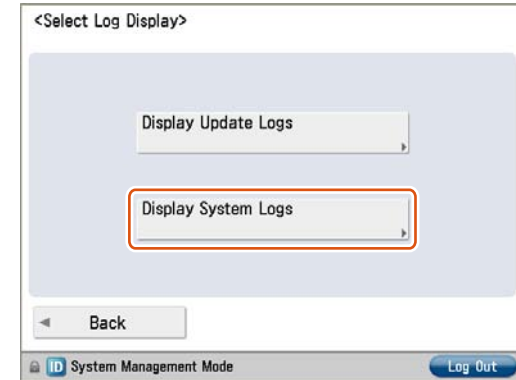 <Select Log Display>
Display Update Logs
Display System Logs
Back
ID System Management Mode
Log Out